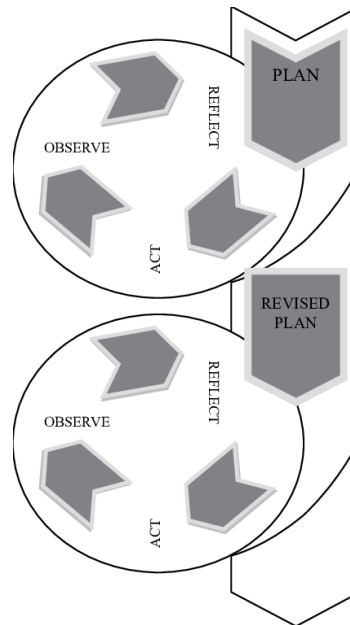 PLAN
REFLECT
OBSERVE
ACT
REVISED
PLAN
REFLECT
OBSERVE
ACT